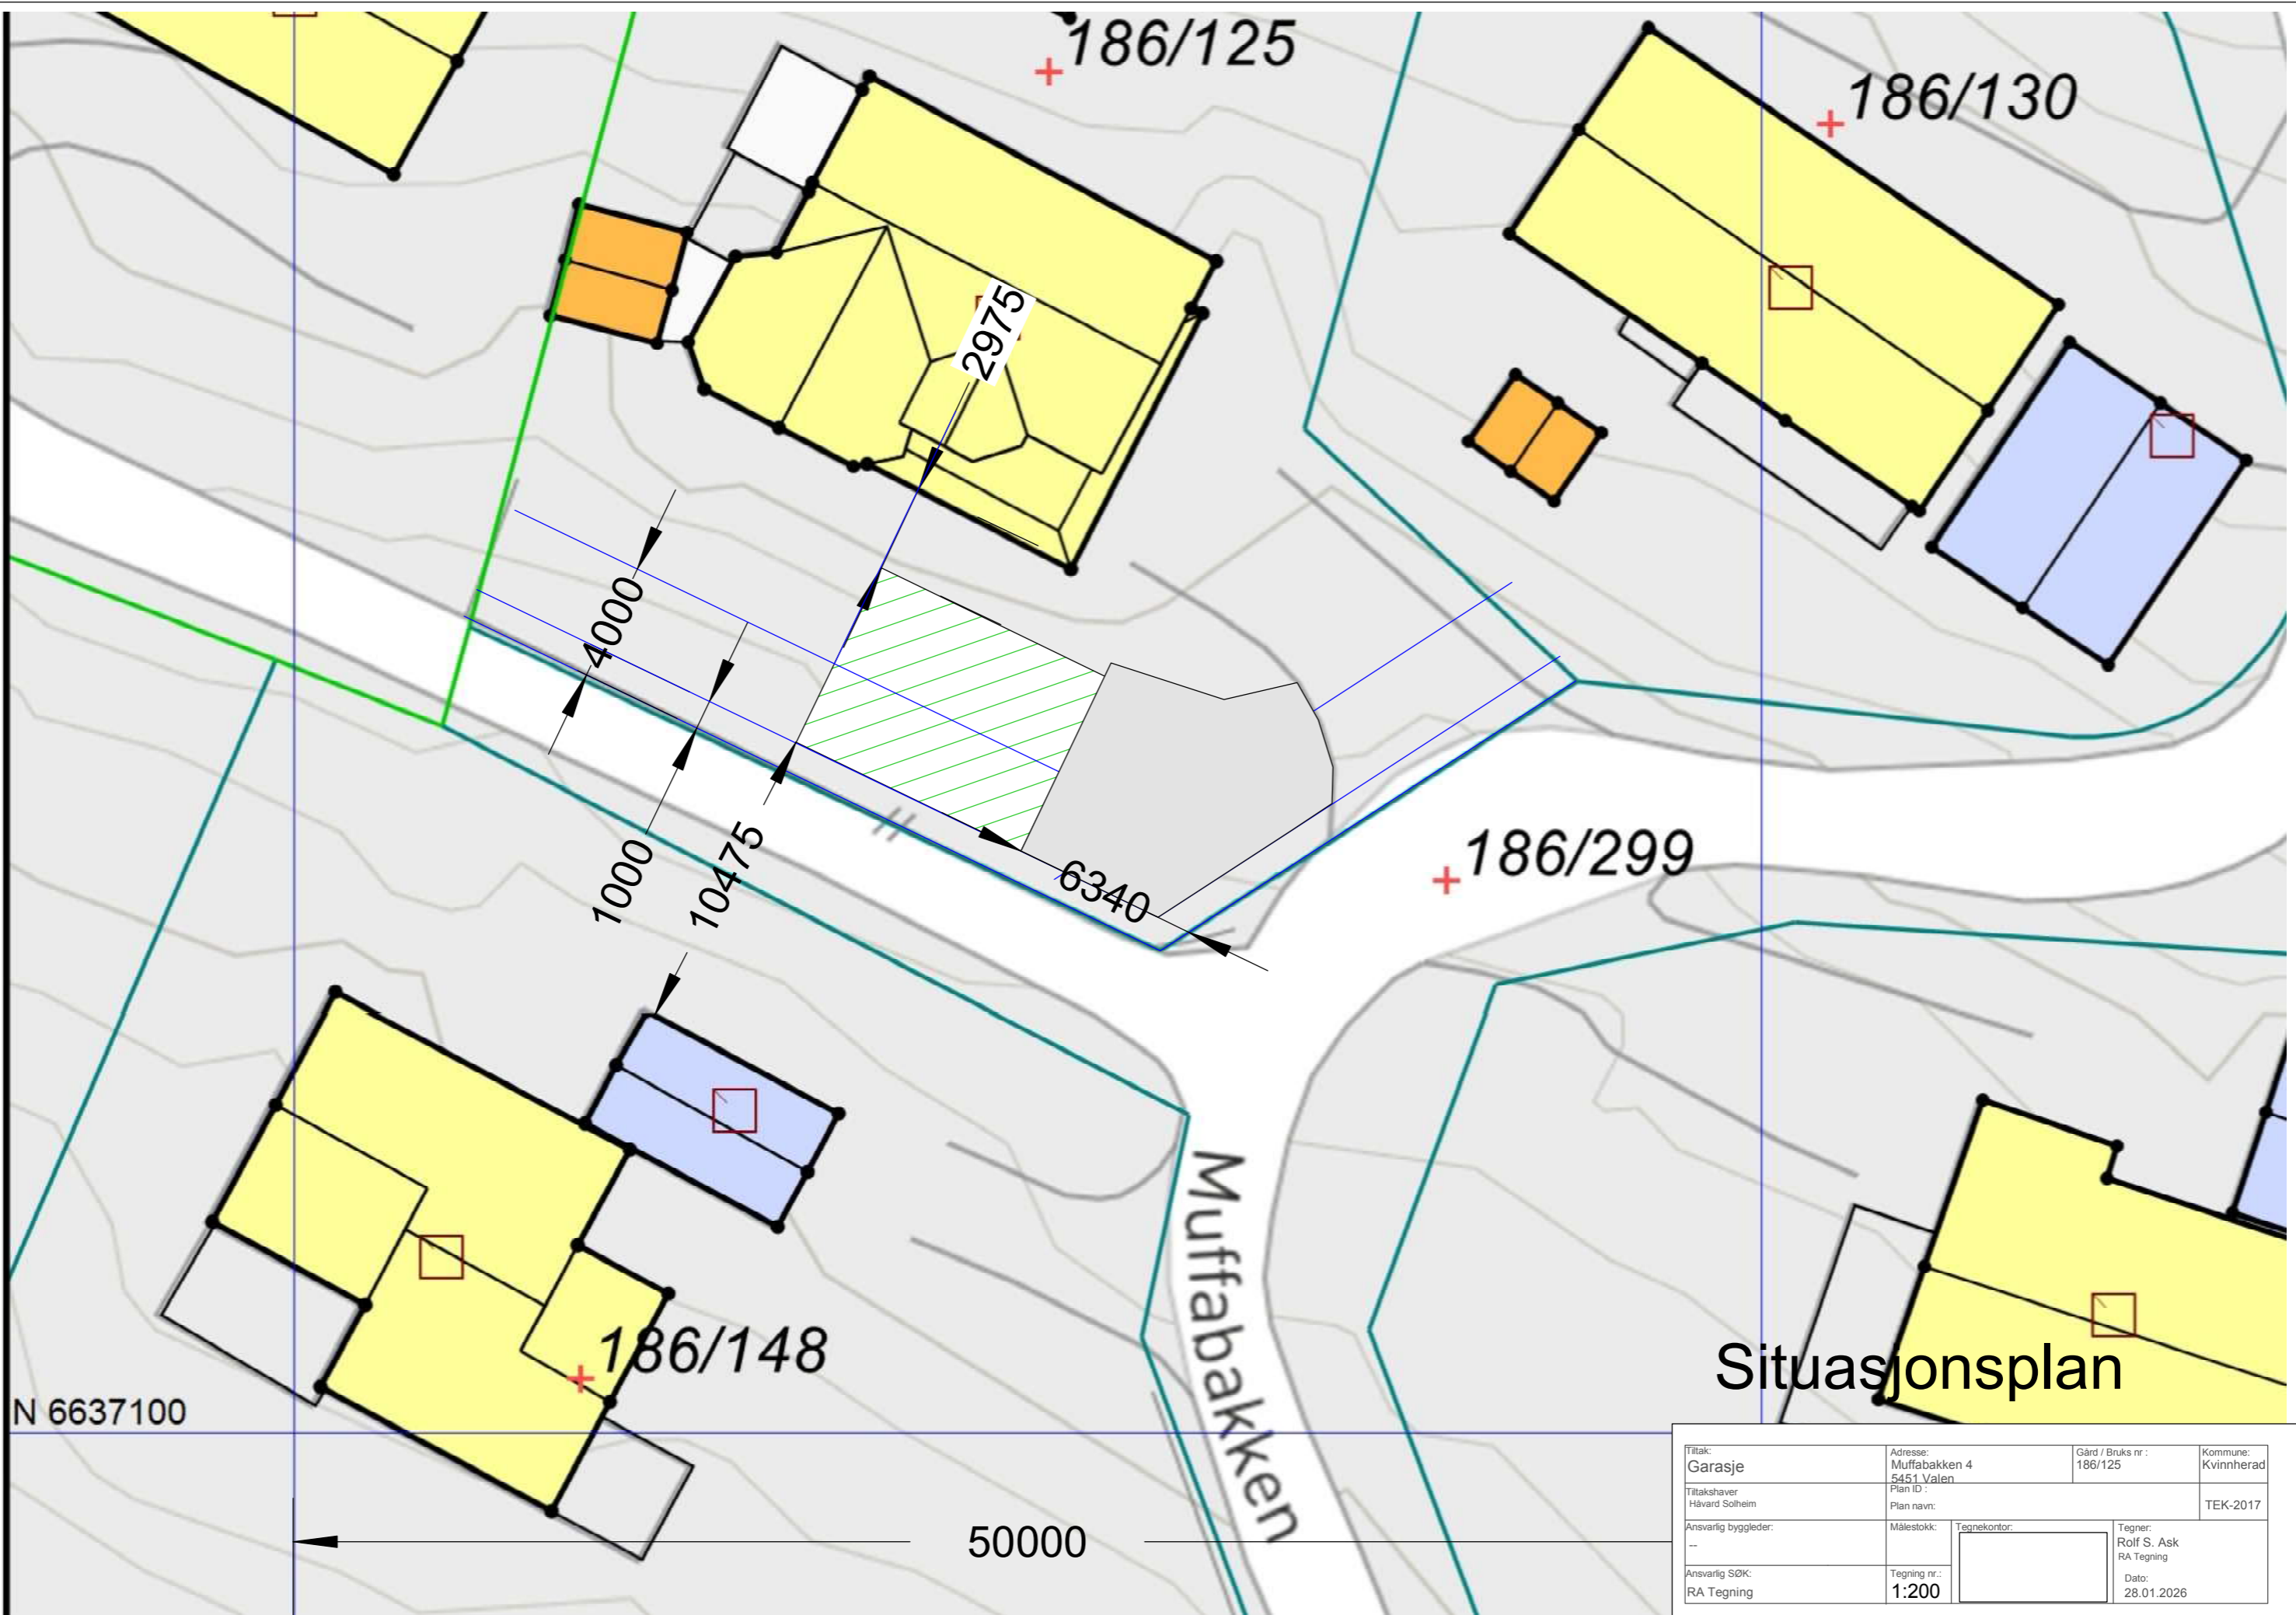 186/125
186/130
2975
4000
1000
10475
6340
186/299
186/148
Muffabakken
N 6637100
50000
Situasjonsplan
Tiltak:
Garasje
Adresse:
Muffabakken 4
5451 Valen
Gård / Bruks nr :
186/125
Kommune:
Kvinnherad
Tiltakshaver
Håvard Solheim
Plan ID :
Plan navn:
TEK-2017
Ansvarlig byggleder:
--
Målestokk:
Tegnekontor:
Tegner:
Rolf S. Ask
RA Tegning
Ansvarlig SØK:
RA Tegning
Tegning nr.:
1:200
Dato:
28.01.2026